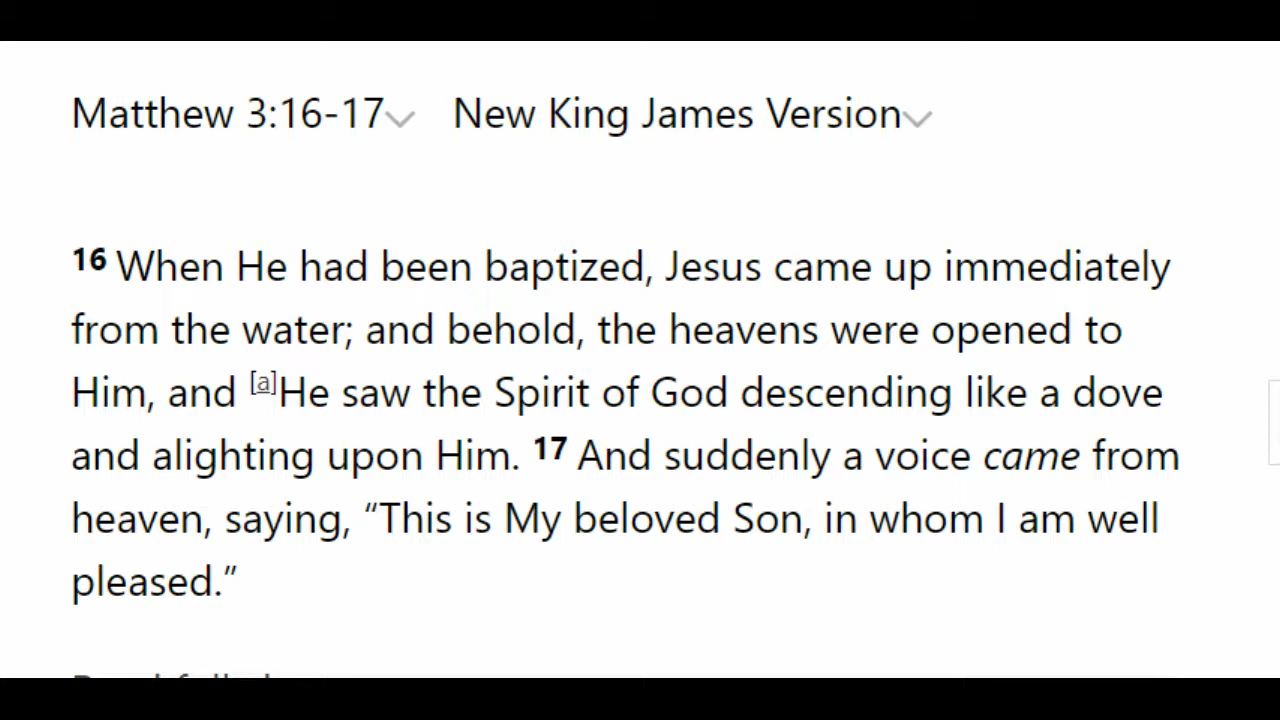 Matthew 3:16-17 New King James Version
16 When He had been baptized, Jesus came up immediately
from the water; and behold, the heavens were opened to
Him, and [a]He saw the Spirit of God descending like a dove
and alighting upon Him. 17 And suddenly a voice came from
heaven, saying, “This is My beloved Son, in whom I am well
pleased.”